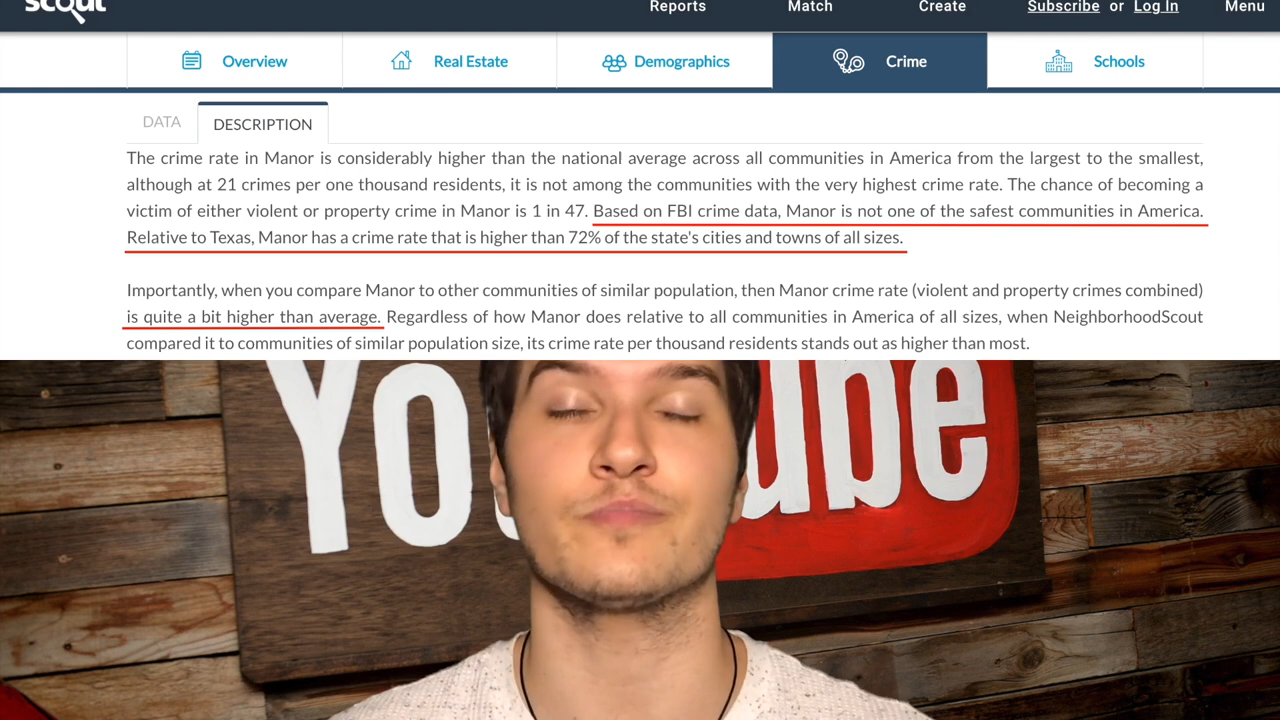 scout
Reports Match Create Subscribe or Log In Menu
Overview Real Estate Demographics Crime Schools
DATA DESCRIPTION
The crime rate in Manor is considerably higher than the national average across all communities in America from the largest to the smallest,
although at 21 crimes per one thousand residents, it is not among the communities with the very highest crime rate. The chance of becoming a
victim of either violent or property crime in Manor is 1 in 47. Based on FBI crime data, Manor is not one of the safest communities in America.
Relative to Texas, Manor has a crime rate that is higher than 72% of the state's cities and towns of all sizes.
Importantly, when you compare Manor to other communities of similar population, then Manor crime rate (violent and property crimes combined)
is quite a bit higher than average. Regardless of how Manor does relative to all communities in America of all sizes, when NeighborhoodScout
compared it to communities of similar population size, its crime rate per thousand residents stands out as higher than most.
You ube